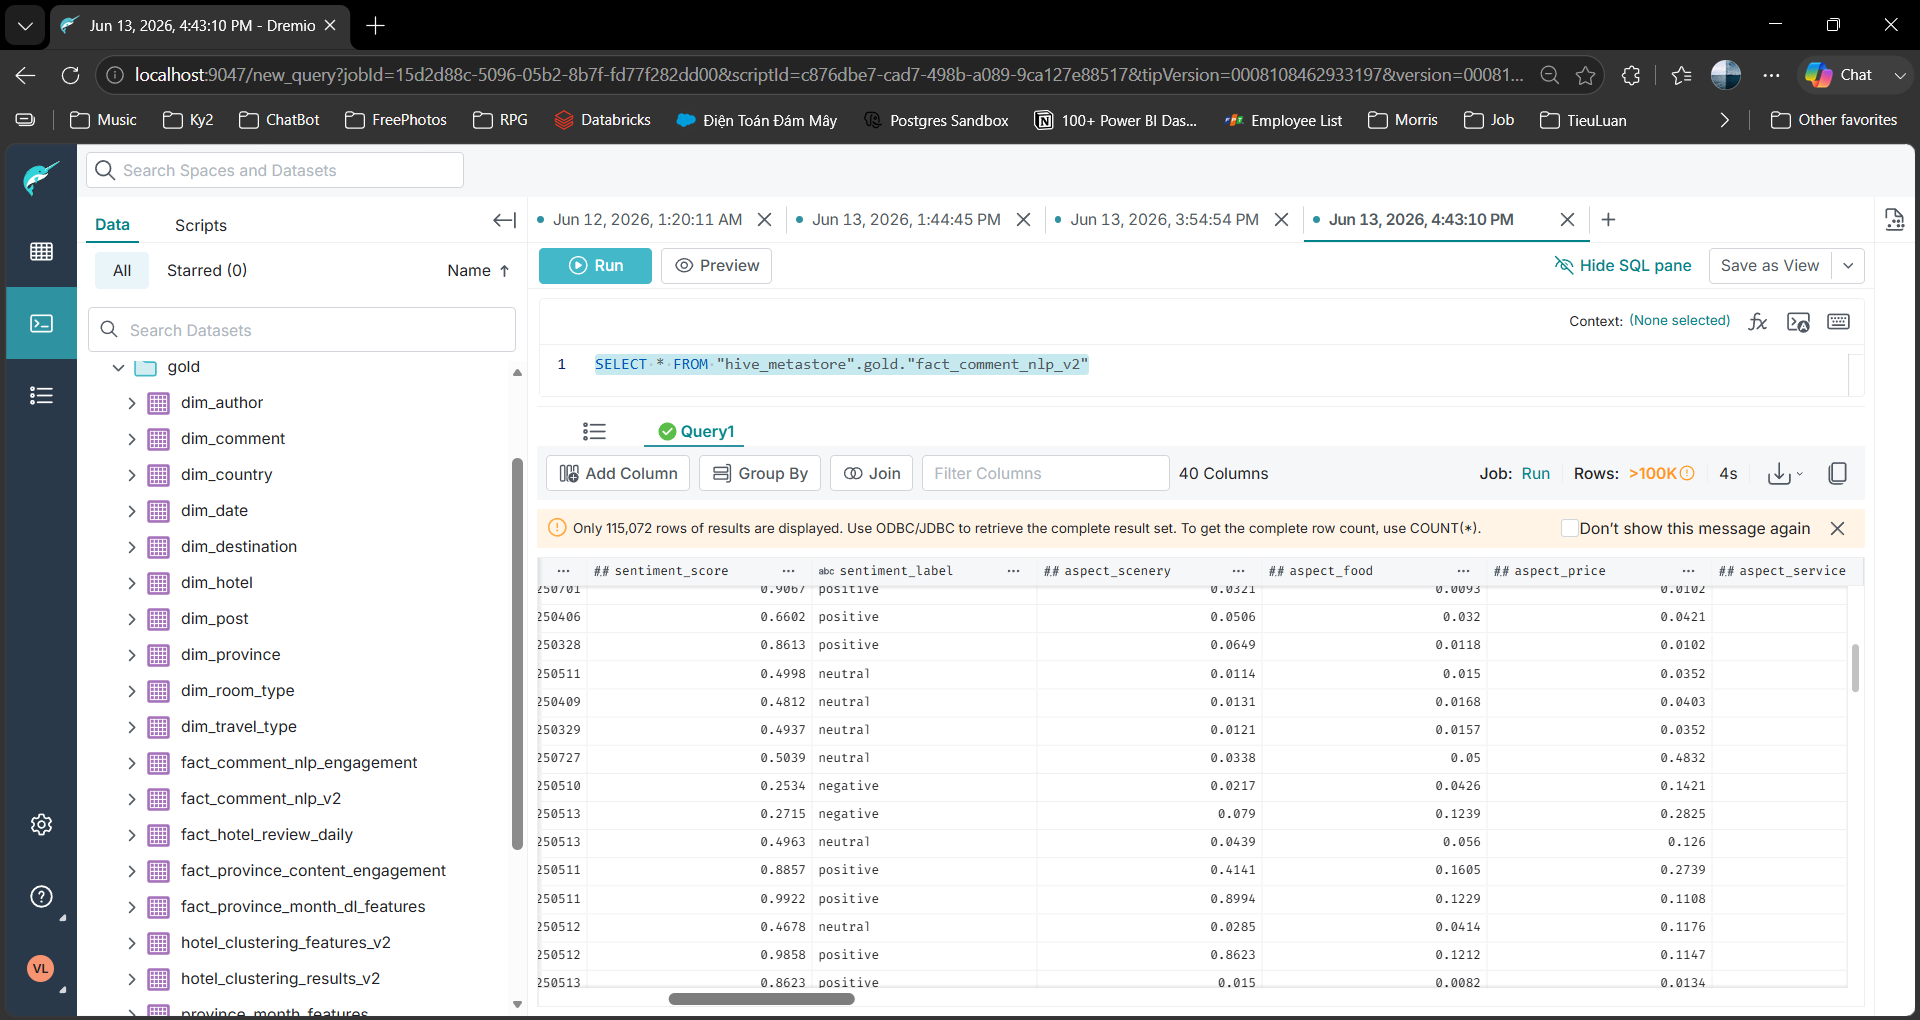 Jun 13, 2026, 4:43:10 PM - Dremio
localhost:9047/new_query?jobId=15d2d88c-5096-05b2-8b7f-fd77f282dd00&scriptId=c876dbe7-cad7-498b-a089-9ca127e88517&tipVersion=0008108462933197&version=00081...
Chat
Music
Ky2
ChatBot
FreePhotos
RPG
Databricks
Điện Toán Đám Mây
Postgres Sandbox
100+ Power BI Das...
Employee List
Morris
Job
TieuLuan
Other favorites
Search Spaces and Datasets
Data
Scripts
All
Starred (0)
Name
Search Datasets
gold
dim_author
dim_comment
dim_country
dim_date
dim_destination
dim_hotel
dim_post
dim_province
dim_room_type
dim_travel_type
fact_comment_nlp_engagement
fact_comment_nlp_v2
fact_hotel_review_daily
fact_province_content_engagement
fact_province_month_dl_features
hotel_clustering_features_v2
hotel_clustering_results_v2
province_month_features
VL
Jun 12, 2026, 1:20:11 AM
Jun 13, 2026, 1:44:45 PM
Jun 13, 2026, 3:54:54 PM
Jun 13, 2026, 4:43:10 PM
Run
Preview
Hide SQL pane
Save as View
Context: (None selected)
1 SELECT * FROM "hive_metastore".gold."fact_comment_nlp_v2"
Query1
Add Column
Group By
Join
Filter Columns
40 Columns
Job: Run
Rows: >100K
4s
Only 115,072 rows of results are displayed. Use ODBC/JDBC to retrieve the complete result set. To get the complete row count, use COUNT(*).
Don't show this message again
... ## sentiment_score ... abc sentiment_label ... ## aspect_scenery ... ## aspect_food ... ## aspect_price ... ## aspect_service
250701 0.9067 positive 0.0321 0.0093 0.0102
250406 0.6602 positive 0.0506 0.032 0.0421
250328 0.8613 positive 0.0649 0.0118 0.0102
250511 0.4998 neutral 0.0114 0.015 0.0352
250409 0.4812 neutral 0.0131 0.0168 0.0403
250329 0.4937 neutral 0.0121 0.0157 0.0352
250727 0.5039 neutral 0.0338 0.05 0.4832
250510 0.2534 negative 0.0217 0.0426 0.1421
250513 0.2715 negative 0.079 0.1239 0.2825
250513 0.4963 neutral 0.0439 0.056 0.126
250511 0.8857 positive 0.4141 0.1605 0.2739
250511 0.9922 positive 0.8994 0.1229 0.1108
250512 0.4678 neutral 0.0285 0.0414 0.1176
250512 0.9858 positive 0.8623 0.1212 0.1147
250513 0.8623 positive 0.015 0.0082 0.0134